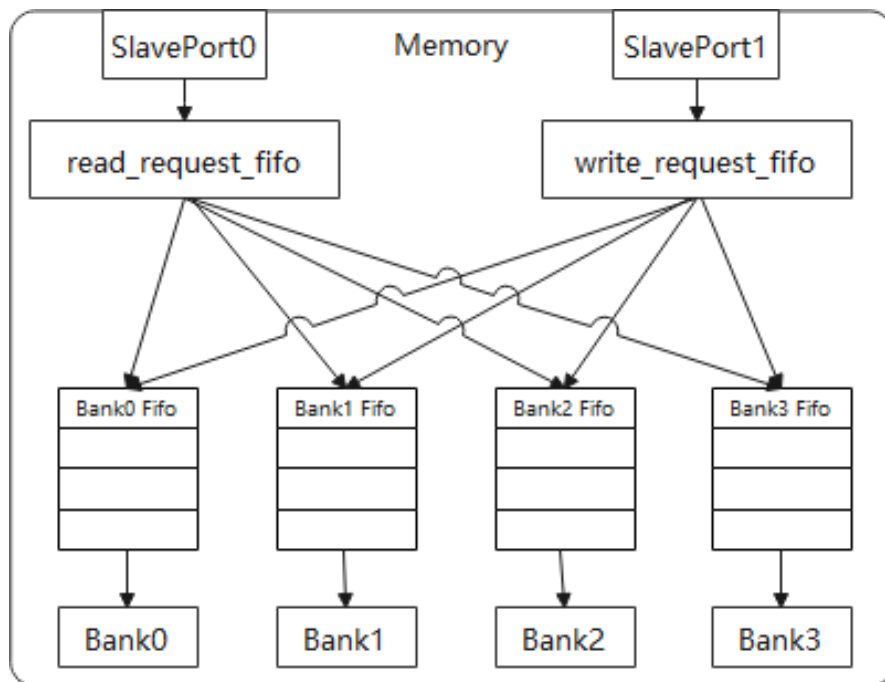 SlavePort0
Memory
SlavePort1
read_request_fifo
write_request_fifo
Bank0 Fifo
Bank1 Fifo
Bank2 Fifo
Bank3 Fifo
Bank0
Bank1
Bank2
Bank3